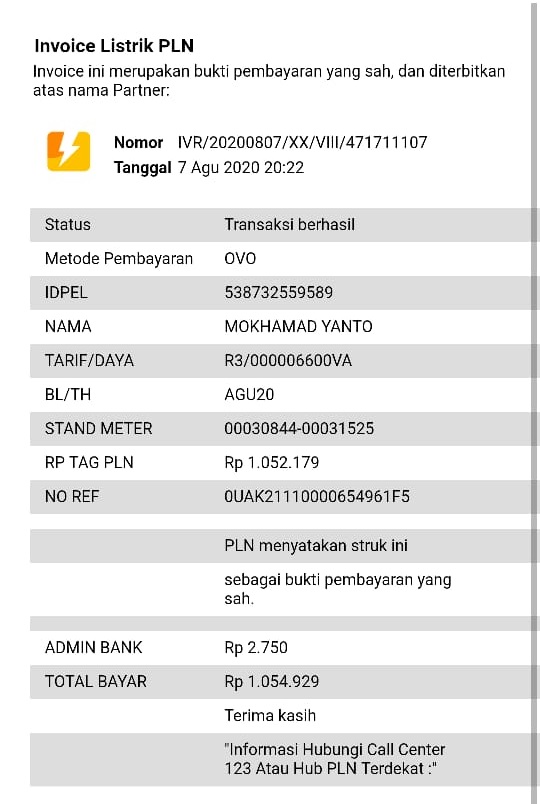 Invoice Listrik PLN
Invoice ini merupakan bukti pembayaran yang sah, dan diterbitkan
atas nama Partner:
Nomor IVR/20200807/XX/VIII/471711107
Tanggal 7 Agu 2020 20:22
Status Transaksi berhasil
Metode Pembayaran OVO
IDPEL 538732559589
NAMA MOKHAMAD YANTO
TARIF/DAYA R3/000006600VA
BL/TH AGU20
STAND METER 00030844-00031525
RP TAG PLN Rp 1.052.179
NO REF 0UAK21110000654961F5
PLN menyatakan struk ini
sebagai bukti pembayaran yang
sah.
ADMIN BANK Rp 2.750
TOTAL BAYAR Rp 1.054.929
Terima kasih
"Informasi Hubungi Call Center
123 Atau Hub PLN Terdekat :"